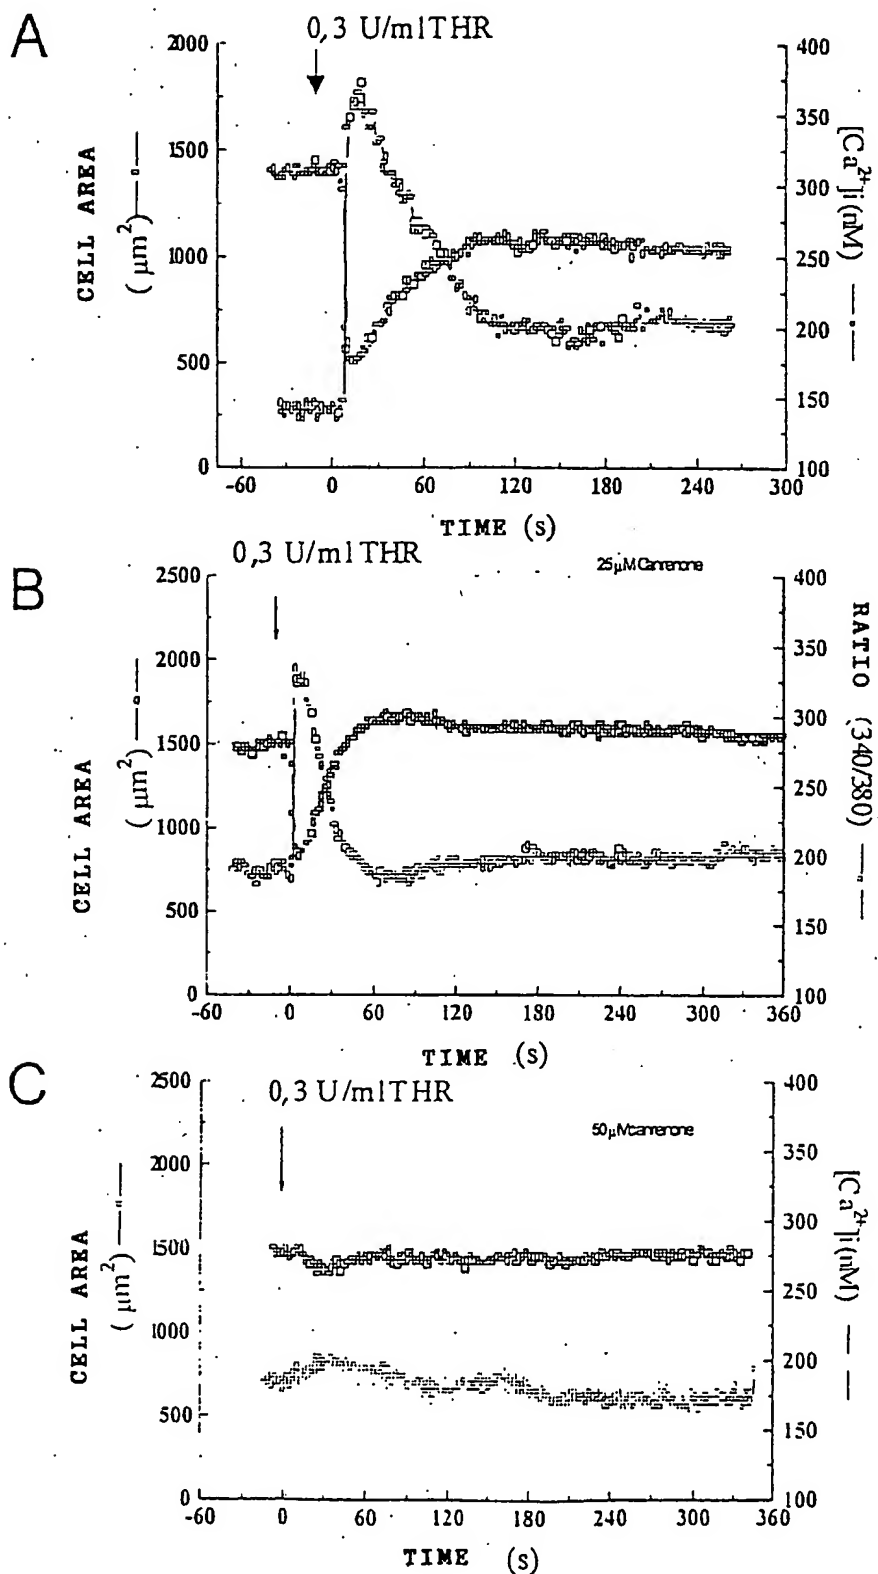 A
0,3 U/ml THR
2000
1500
1000
500
0
CELL AREA
(μm²)
400
350
300
250
200
150
100
[Ca²⁺]i (nM)
-60 0 60 120 180 240 300
TIME (s)
B
0,3 U/ml THR
25 μM Canrenone
2500
2000
1500
1000
500
0
CELL AREA
(μm²)
400
350
300
250
200
150
100
RATIO (340/380)
-60 0 60 120 180 240 300 360
TIME (s)
C
0,3 U/ml THR
50 μM canrenone
2500
2000
1500
1000
500
0
CELL AREA
(μm²)
400
350
300
250
200
150
100
[Ca²⁺]i (nM)
-60 0 60 120 180 240 300 360
TIME (s)